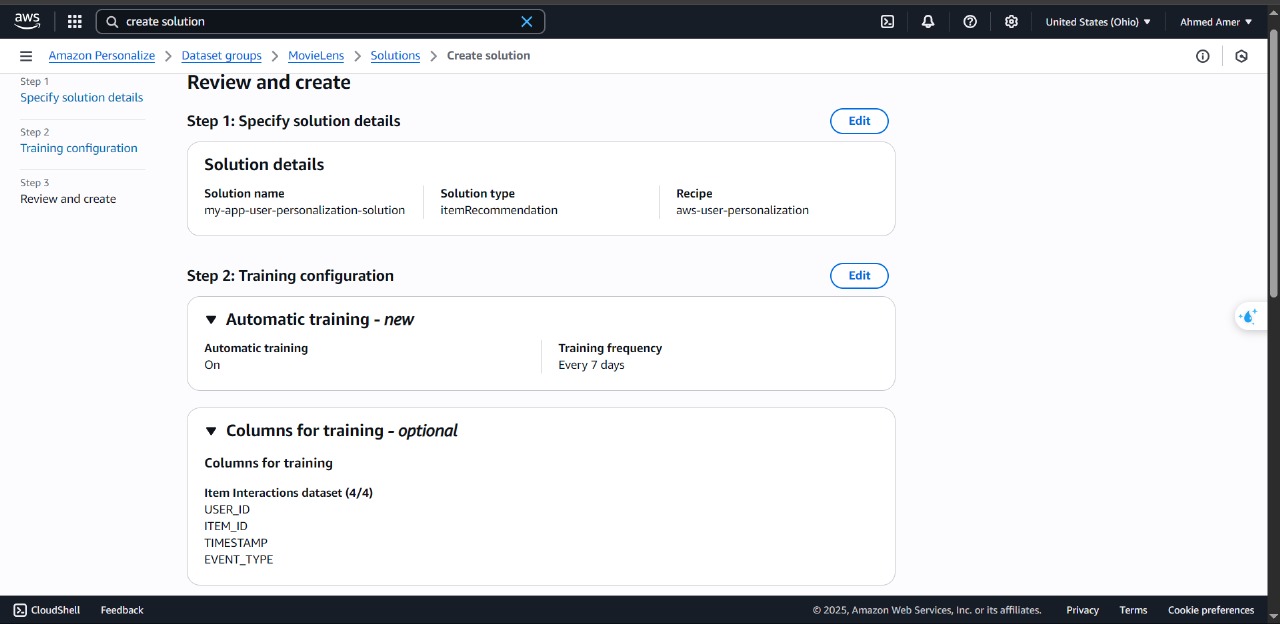 aws
create solution
United States (Ohio)
Ahmed Amer
Amazon Personalize
Dataset groups
MovieLens
Solutions
Create solution
Step 1
Specify solution details
Step 2
Training configuration
Step 3
Review and create
Review and create
Step 1: Specify solution details
Edit
Solution details
Solution name
my-app-user-personalization-solution
Solution type
itemRecommendation
Recipe
aws-user-personalization
Step 2: Training configuration
Edit
Automatic training - new
Automatic training
On
Training frequency
Every 7 days
Columns for training - optional
Columns for training
Item Interactions dataset (4/4)
USER_ID
ITEM_ID
TIMESTAMP
EVENT_TYPE
CloudShell
Feedback
© 2025, Amazon Web Services, Inc. or its affiliates.
Privacy
Terms
Cookie preferences